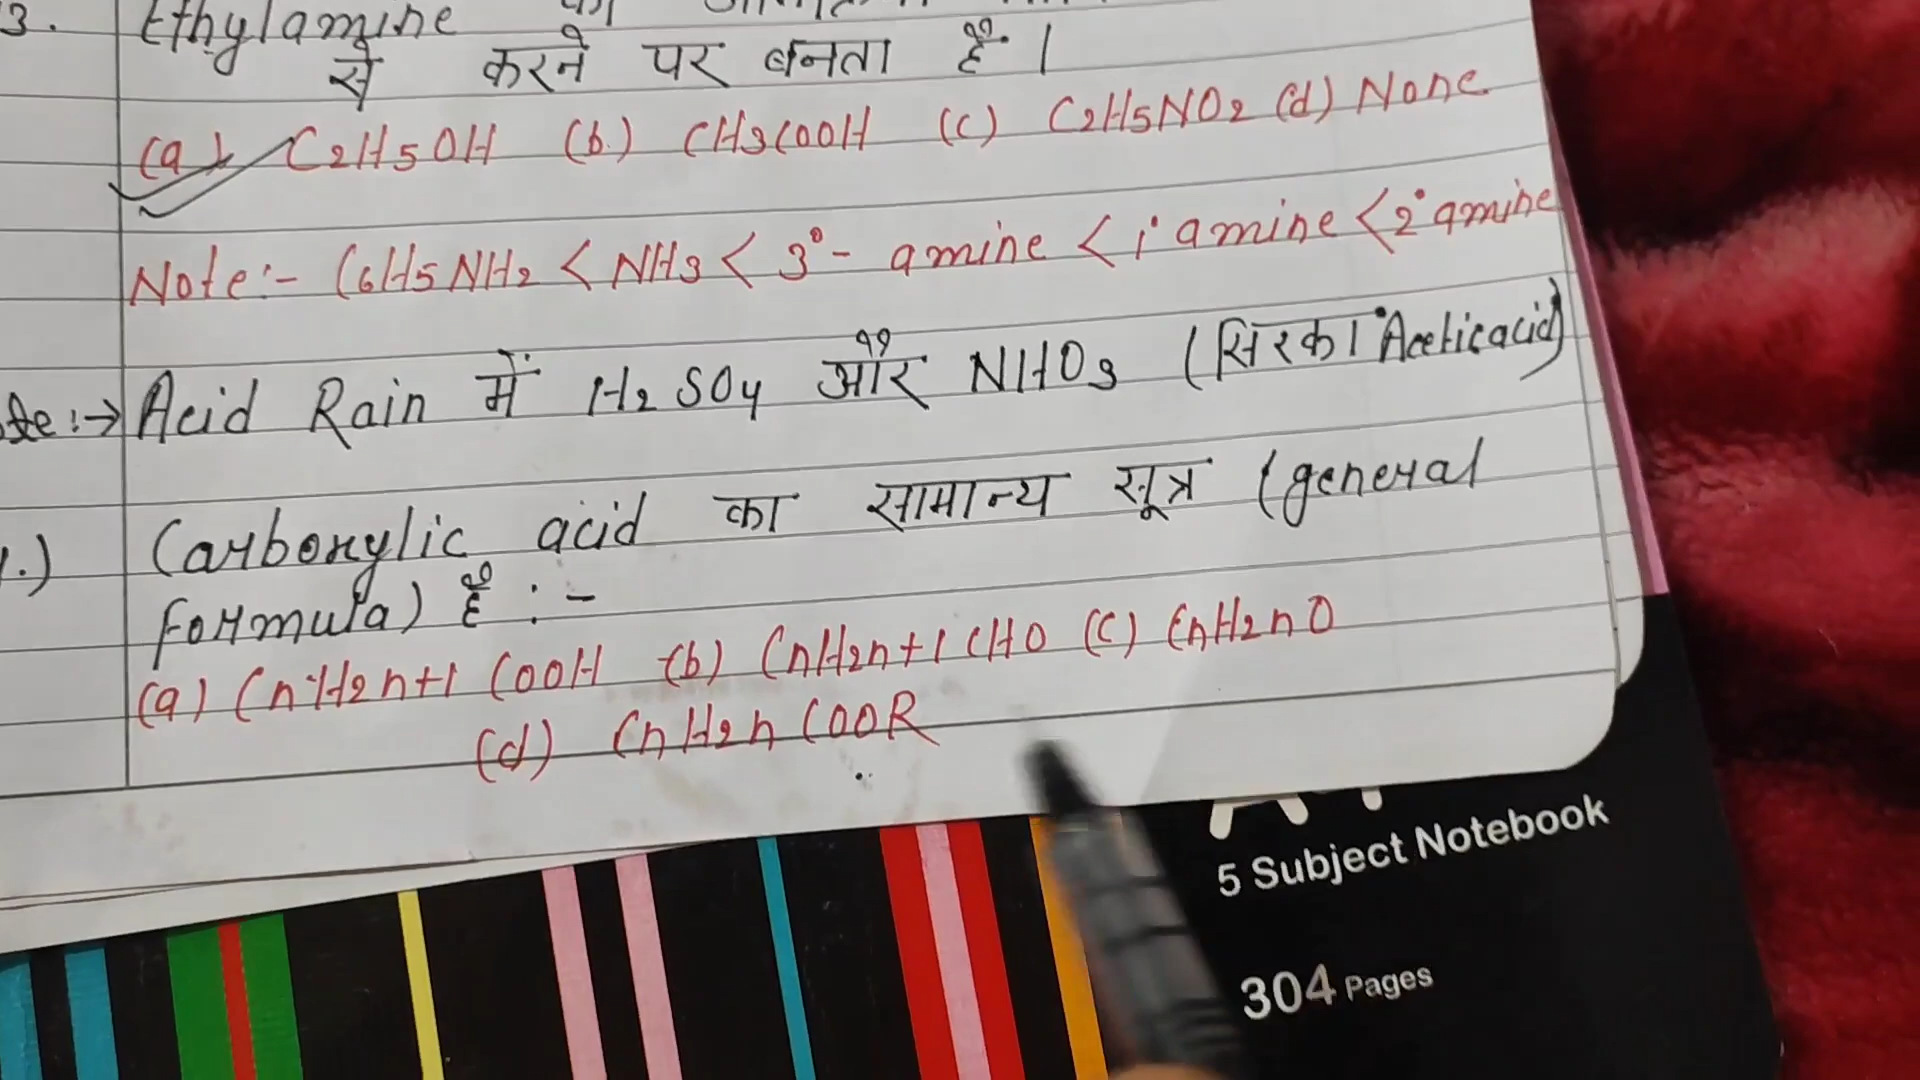 3. Ethylamine
से करने पर बनता है।
(a) C2H5OH (b.) CH3COOH (c) C2H5NO2 (d) None
Note:- C6H5NH2 < NH3 < 3°- amine < 1° amine < 2° amine
Acid Rain में H2SO4 और NHO3 (सिरका Aceticacid)
Carboxylic acid का सामान्य सूत्र (general
formula) है :-
(a) CnH2n+1 COOH (b) CnH2n+1 CHO (c) CnH2nO
(d) CnH2n COOR
5 Subject Notebook
304 Pages